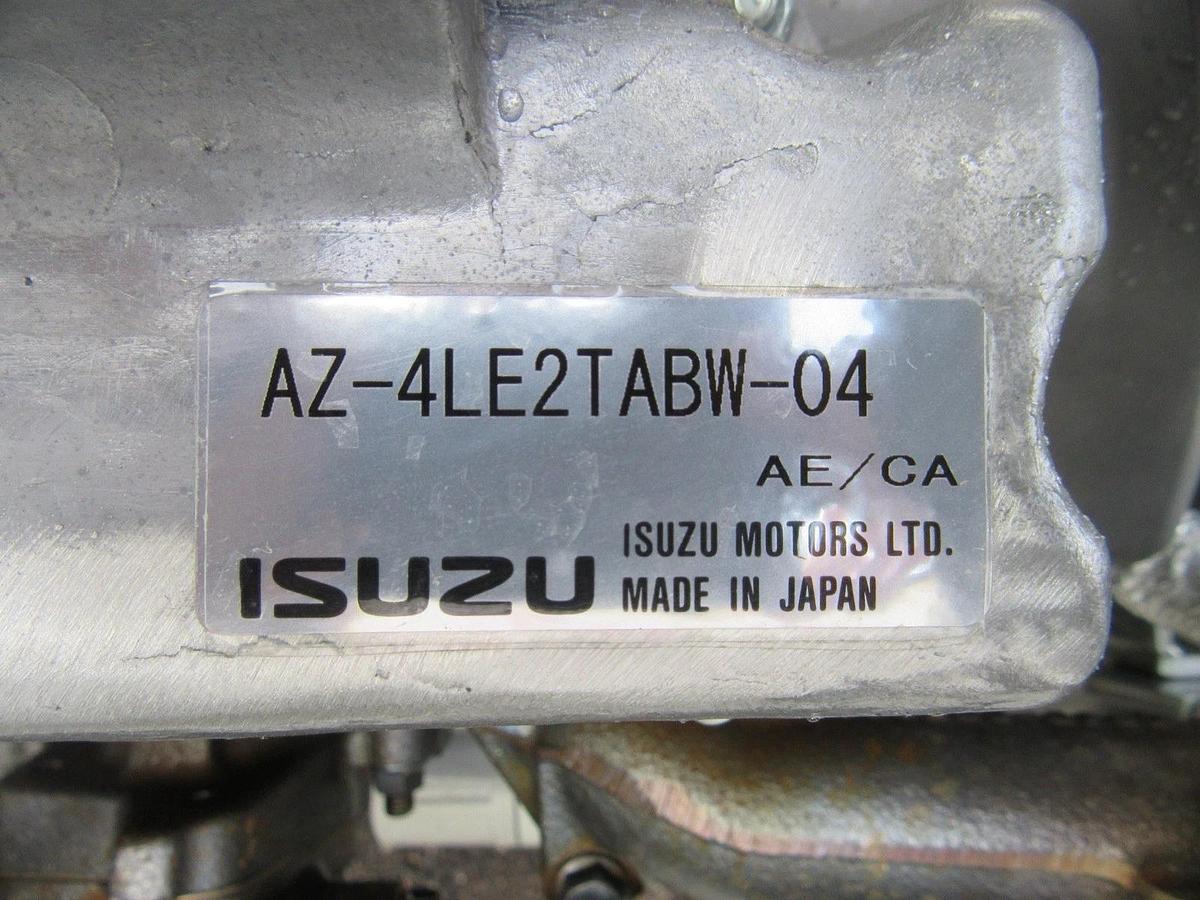 AZ-4LE2TABW-04
AE/CA
ISUZU
ISUZU MOTORS LTD.
MADE IN JAPAN